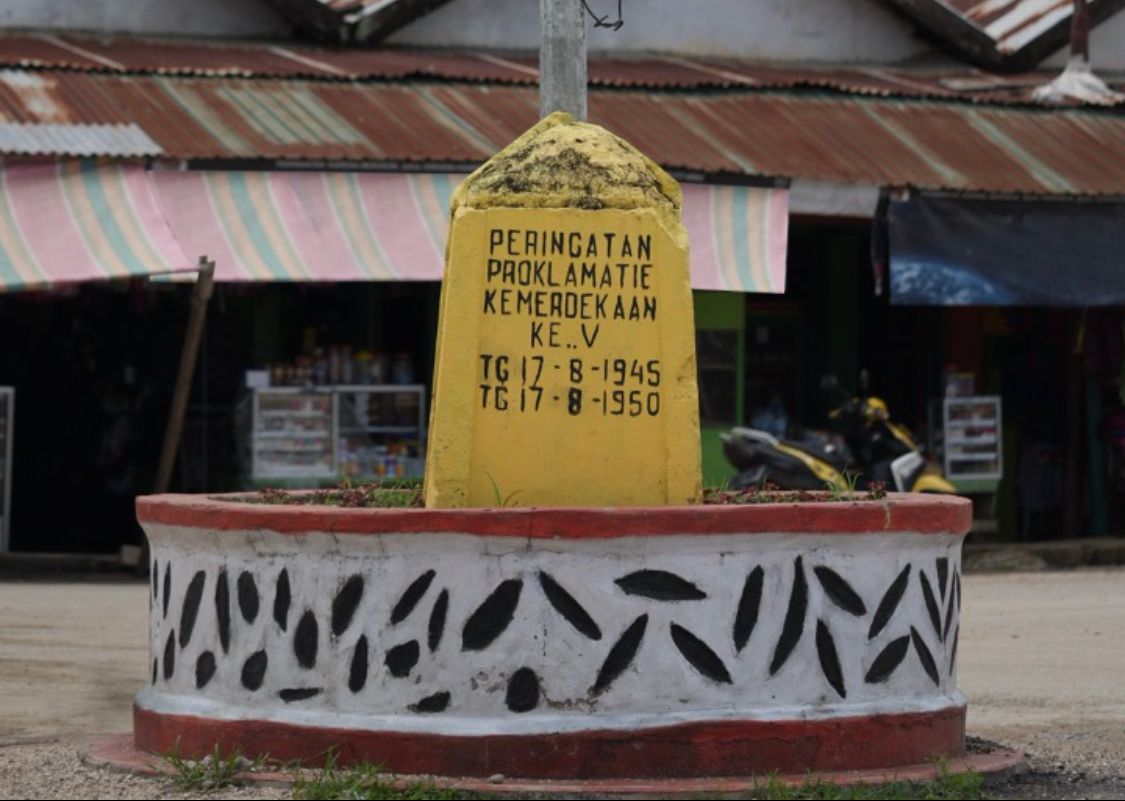 PERINGATAN
PROKLAMATIE
KEMERDEKAAN
KE..V
TG 17-8-1945
TG 17-8-1950